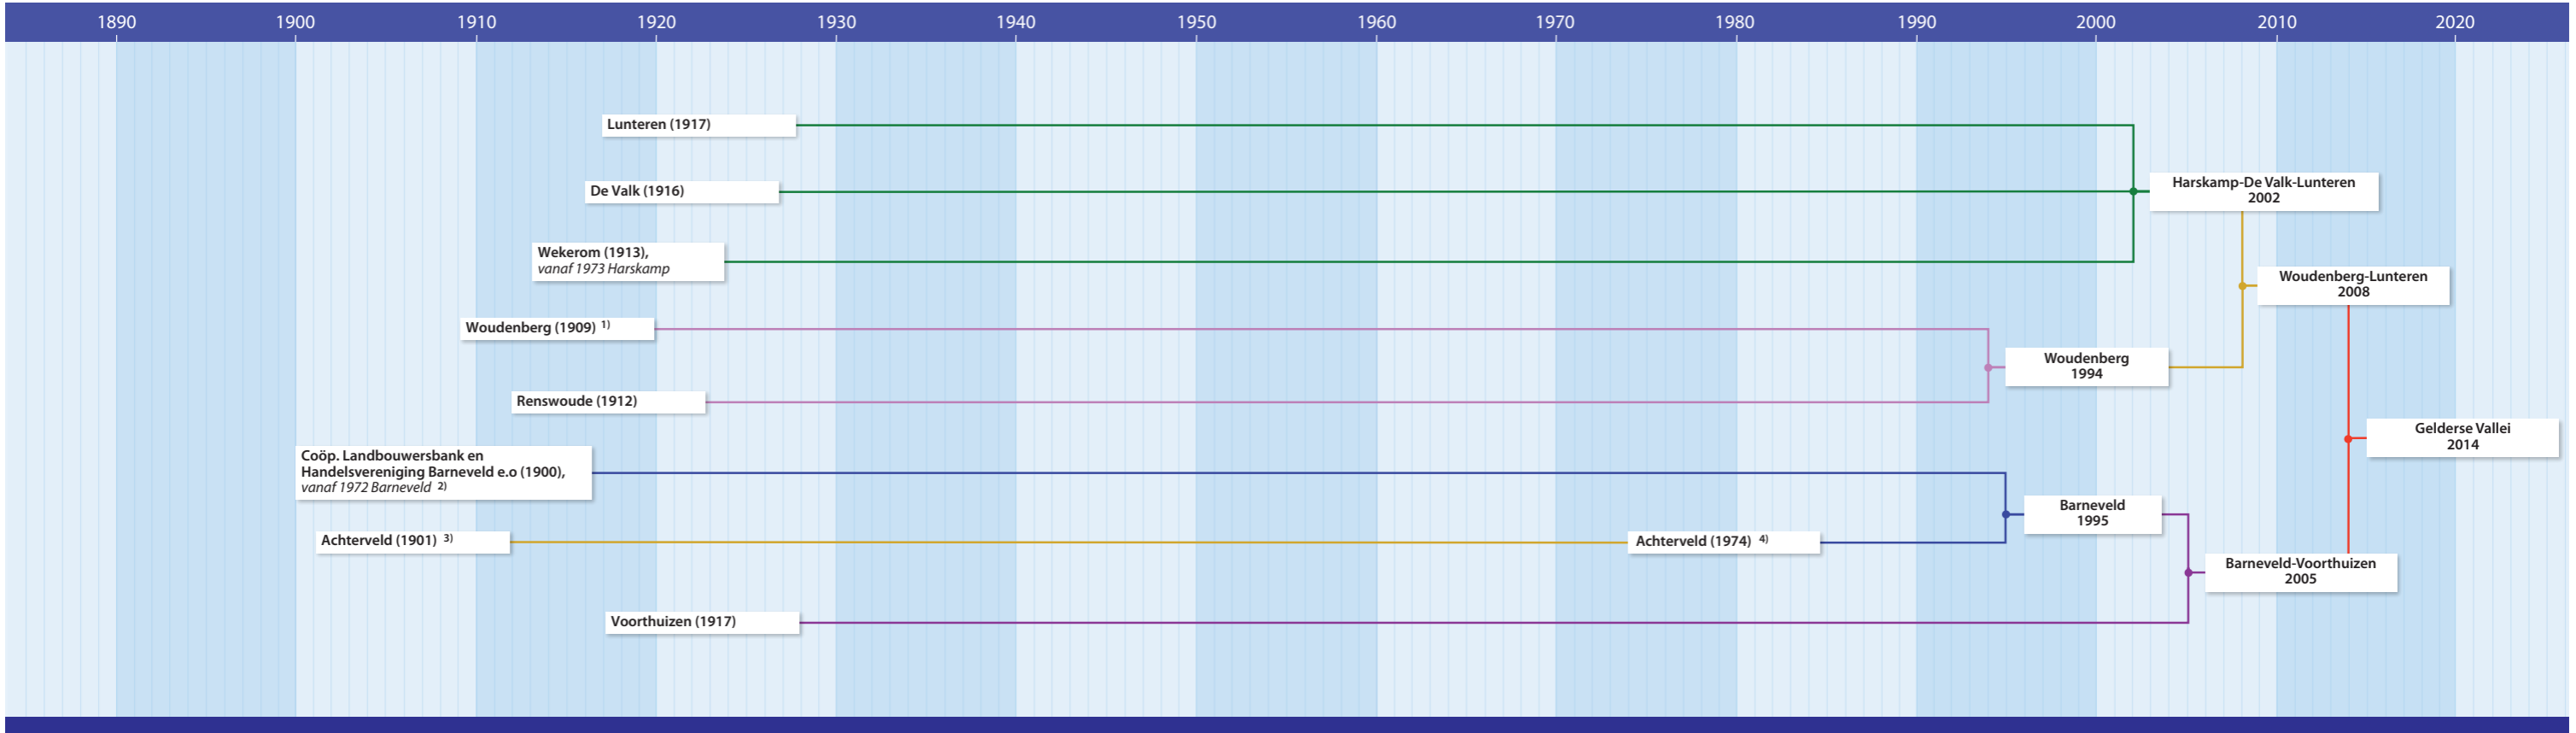 1890 1900 1910 1920 1930 1940 1950 1960 1970 1980 1990 2000 2010 2020
Lunteren (1917)
De Valk (1916)
Harskamp-De Valk-Lunteren
2002
Wekerom (1913),
vanaf 1973 Harskamp
Woudenberg-Lunteren
2008
Woudenberg (1909) 1)
Woudenberg
1994
Renswoude (1912)
Gelderse Vallei
2014
Coöp. Landbouwersbank en
Handelsvereniging Barneveld e.o (1900),
vanaf 1972 Barneveld 2)
Barneveld
1995
Achterveld (1901) 3)
Achterveld (1974) 4)
Barneveld-Voorthuizen
2005
Voorthuizen (1917)